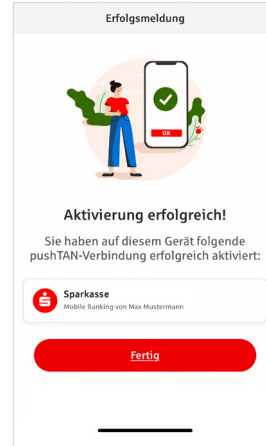 Erfolgsmeldung
OK
Aktivierung erfolgreich!
Sie haben auf diesem Gerät folgende
pushTAN-Verbindung erfolgreich aktiviert:
Sparkasse
Mobile Banking von Max Mustermann
Fertig